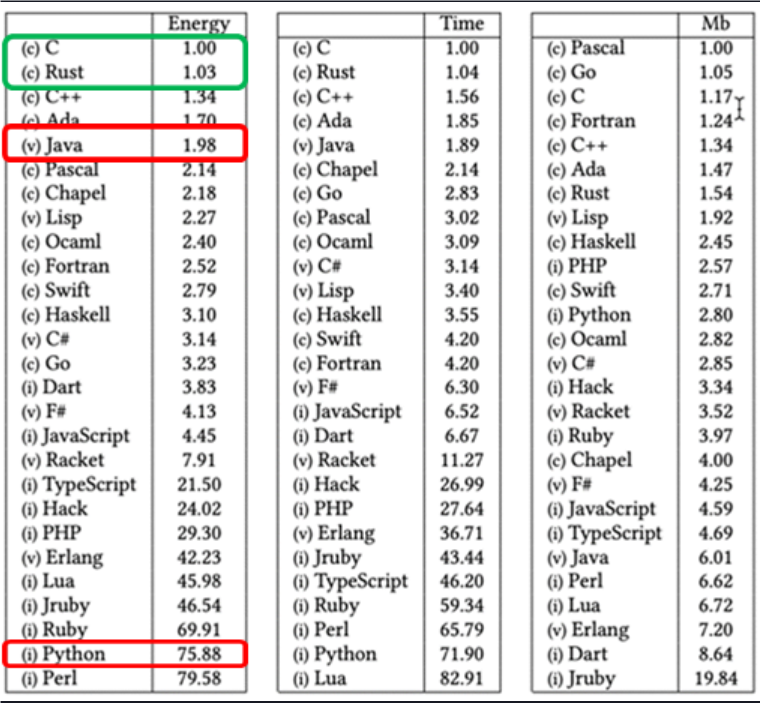 Energy
(c) C 1.00
(c) Rust 1.03
(c) C++ 1.34
(c) Ada 1.70
(v) Java 1.98
(c) Pascal 2.14
(c) Chapel 2.18
(v) Lisp 2.27
(c) Ocaml 2.40
(c) Fortran 2.52
(c) Swift 2.79
(c) Haskell 3.10
(v) C# 3.14
(c) Go 3.23
(i) Dart 3.83
(v) F# 4.13
(i) JavaScript 4.45
(v) Racket 7.91
(i) TypeScript 21.50
(i) Hack 24.02
(i) PHP 29.30
(v) Erlang 42.23
(i) Lua 45.98
(i) Jruby 46.54
(i) Ruby 69.91
(i) Python 75.88
(i) Perl 79.58
Time
(c) C 1.00
(c) Rust 1.04
(c) C++ 1.56
(c) Ada 1.85
(v) Java 1.89
(c) Chapel 2.14
(c) Go 2.83
(c) Pascal 3.02
(c) Ocaml 3.09
(v) C# 3.14
(v) Lisp 3.40
(c) Haskell 3.55
(c) Swift 4.20
(c) Fortran 4.20
(v) F# 6.30
(i) JavaScript 6.52
(i) Dart 6.67
(v) Racket 11.27
(i) Hack 26.99
(i) PHP 27.64
(v) Erlang 36.71
(i) Jruby 43.44
(i) TypeScript 46.20
(i) Ruby 59.34
(i) Perl 65.79
(i) Python 71.90
(i) Lua 82.91
Mb
(c) Pascal 1.00
(c) Go 1.05
(c) C 1.17
(c) Fortran 1.24
(c) C++ 1.34
(c) Ada 1.47
(c) Rust 1.54
(v) Lisp 1.92
(c) Haskell 2.45
(i) PHP 2.57
(c) Swift 2.71
(i) Python 2.80
(c) Ocaml 2.82
(v) C# 2.85
(i) Hack 3.34
(v) Racket 3.52
(i) Ruby 3.97
(c) Chapel 4.00
(v) F# 4.25
(i) JavaScript 4.59
(i) TypeScript 4.69
(v) Java 6.01
(i) Perl 6.62
(i) Lua 6.72
(v) Erlang 7.20
(i) Dart 8.64
(i) Jruby 19.84